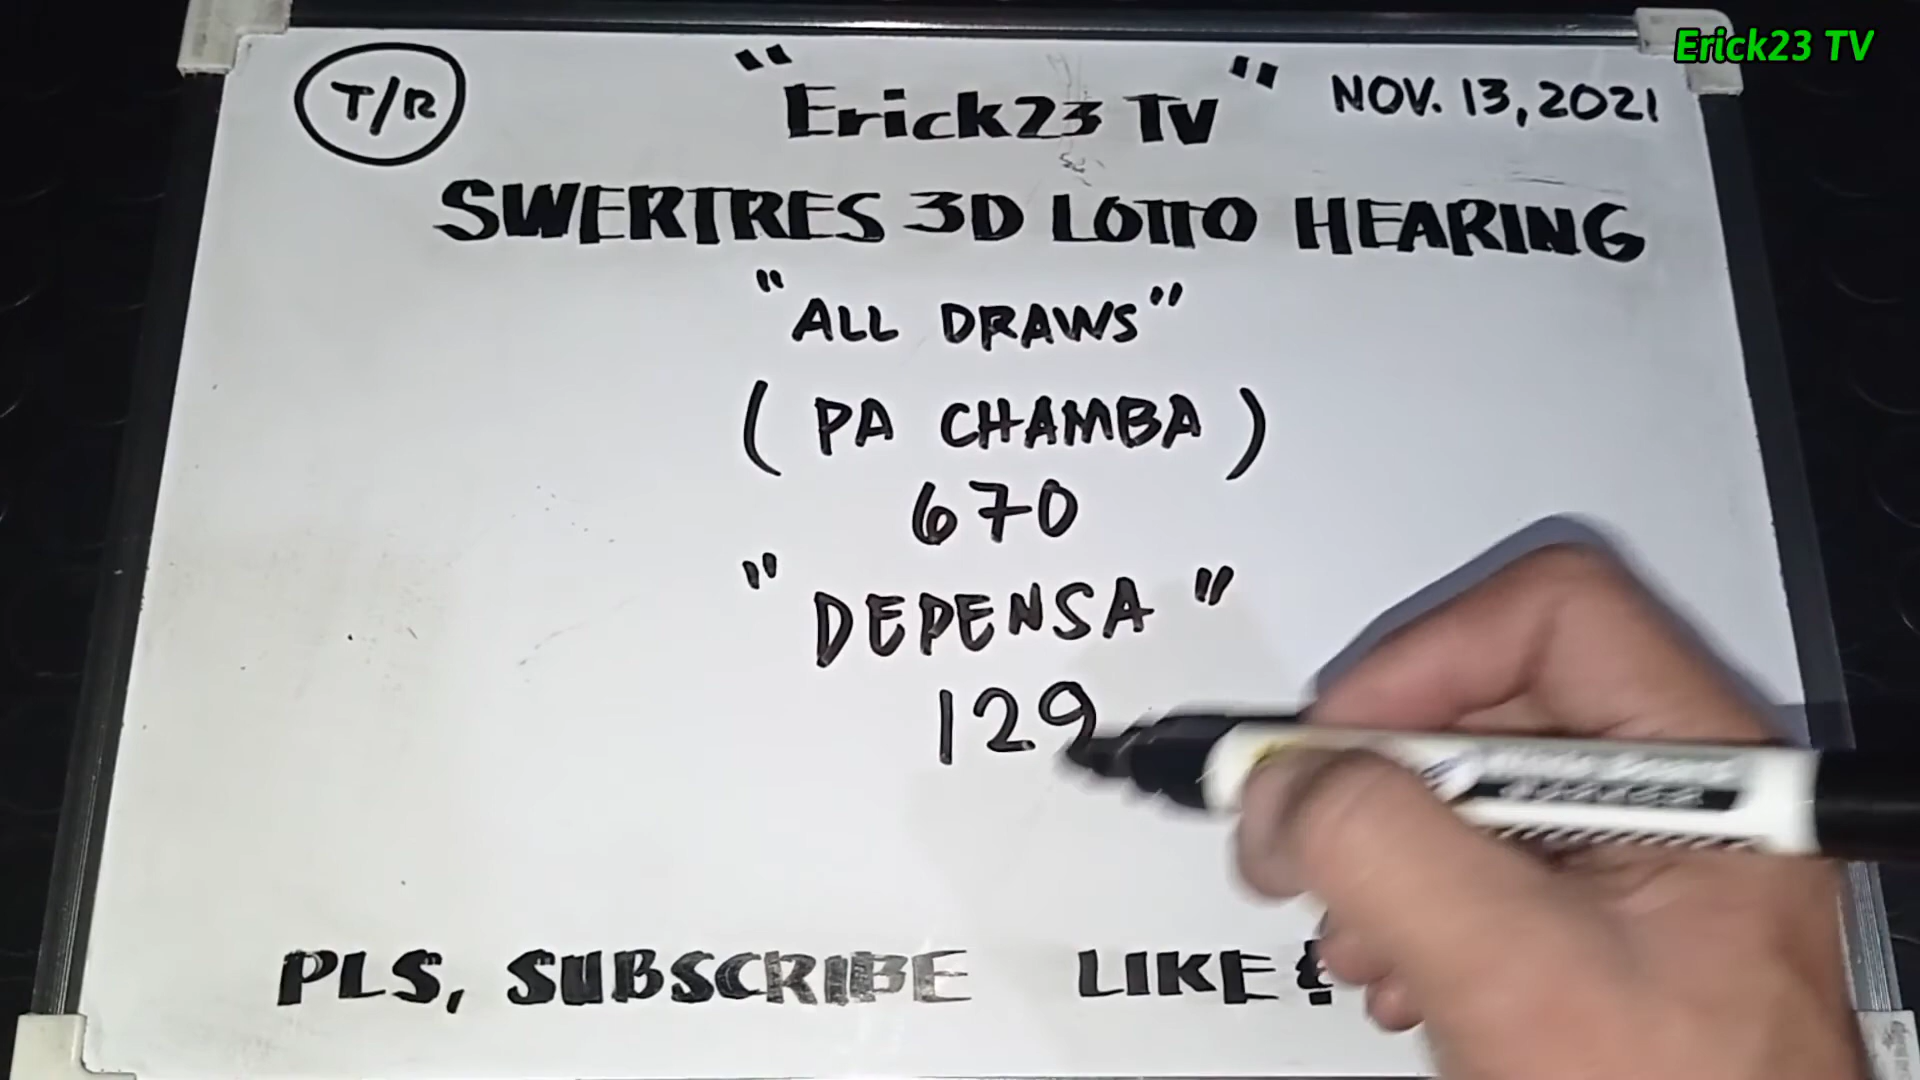 Erick23 TV
T/R
"Erick23 TV"
NOV. 13, 2021
SWERTRES 3D LOTTO HEARING
"ALL DRAWS"
( PA CHAMBA )
670
"DEPENSA"
129
PLS, SUBSCRIBE LIKE &